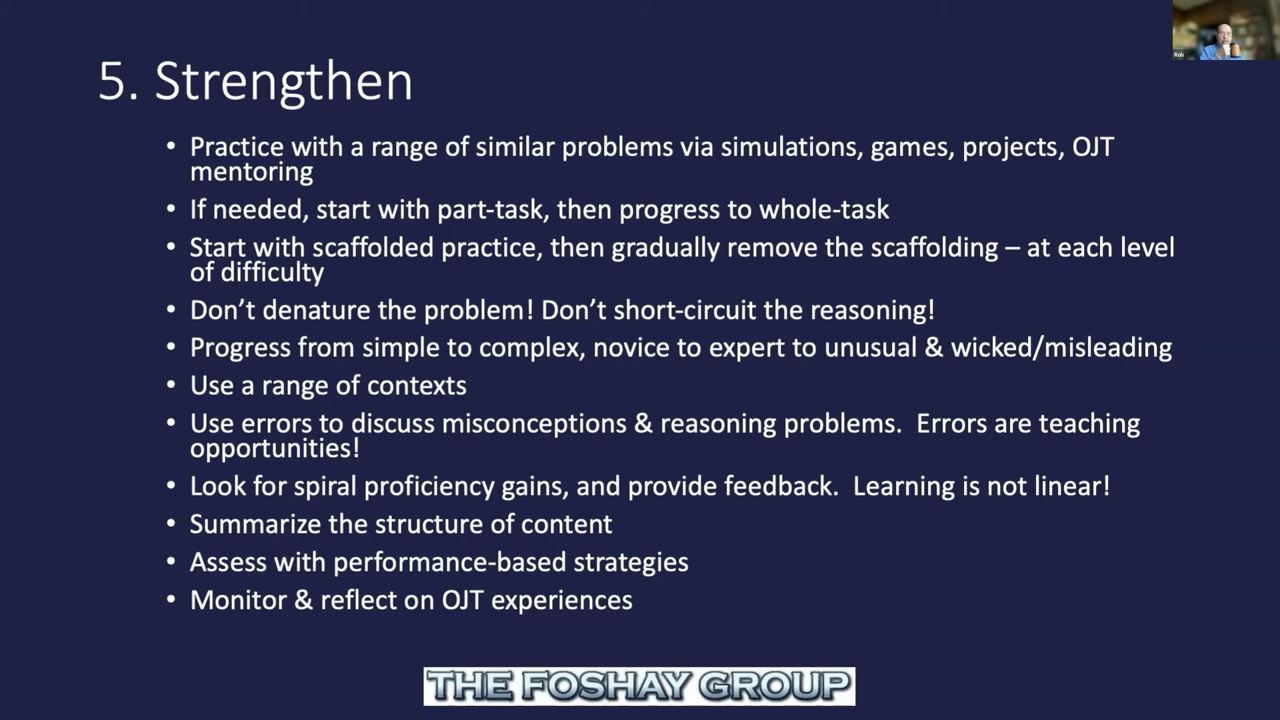 Rob
5. Strengthen
• Practice with a range of similar problems via simulations, games, projects, OJT
mentoring
• If needed, start with part-task, then progress to whole-task
• Start with scaffolded practice, then gradually remove the scaffolding – at each level
of difficulty
• Don’t denature the problem! Don’t short-circuit the reasoning!
• Progress from simple to complex, novice to expert to unusual & wicked/misleading
• Use a range of contexts
• Use errors to discuss misconceptions & reasoning problems.  Errors are teaching
opportunities!
• Look for spiral proficiency gains, and provide feedback.  Learning is not linear!
• Summarize the structure of content
• Assess with performance-based strategies
• Monitor & reflect on OJT experiences
THE FOSHAY GROUP